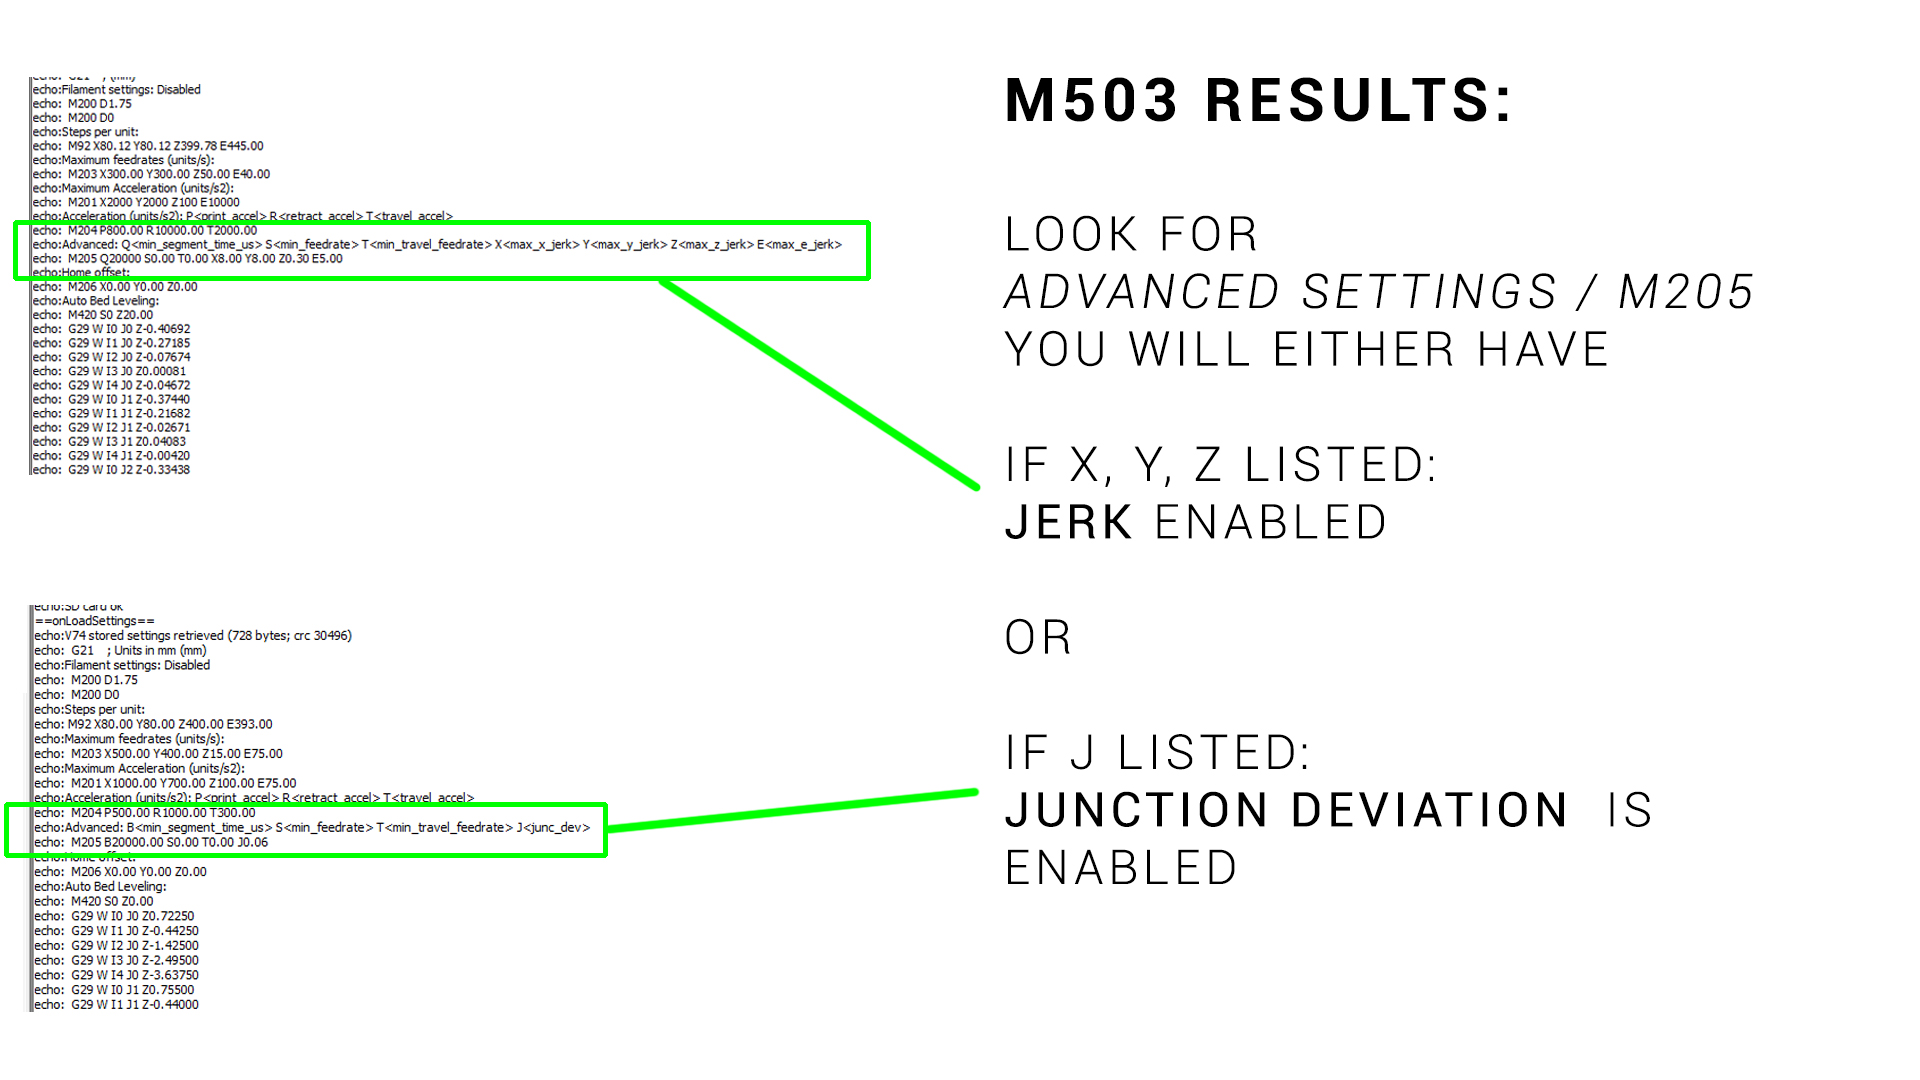 echo: G21 ; (mm)
echo:Filament settings: Disabled
echo: M200 D1.75
echo: M200 D0
echo:Steps per unit:
echo: M92 X80.12 Y80.12 Z399.78 E445.00
echo:Maximum feedrates (units/s):
echo: M203 X300.00 Y300.00 Z50.00 E40.00
echo:Maximum Acceleration (units/s2):
echo: M201 X2000 Y2000 Z100 E10000
echo:Acceleration (units/s2): P<print_accel> R<retract_accel> T<travel_accel>
echo: M204 P800.00 R10000.00 T2000.00
echo:Advanced: Q<min_segment_time_us> S<min_feedrate> T<min_travel_feedrate> X<max_x_jerk> Y<max_y_jerk> Z<max_z_jerk> E<max_e_jerk>
echo: M205 Q20000 S0.00 T0.00 X8.00 Y8.00 Z0.30 E5.00
echo:Home offset:
echo: M206 X0.00 Y0.00 Z0.00
echo:Auto Bed Leveling:
echo: M420 S0 Z20.00
echo: G29 W I0 J0 Z-0.40692
echo: G29 W I1 J0 Z-0.27185
echo: G29 W I2 J0 Z-0.07674
echo: G29 W I3 J0 Z0.00081
echo: G29 W I4 J0 Z-0.04672
echo: G29 W I0 J1 Z-0.37440
echo: G29 W I1 J1 Z-0.21682
echo: G29 W I2 J1 Z-0.02671
echo: G29 W I3 J1 Z0.04083
echo: G29 W I4 J1 Z-0.00420
echo: G29 W I0 J2 Z-0.33438
echo:SD card ok
==onLoadSettings==
echo:V74 stored settings retrieved (728 bytes; crc 30496)
echo: G21 ; Units in mm (mm)
echo:Filament settings: Disabled
echo: M200 D1.75
echo: M200 D0
echo:Steps per unit:
echo: M92 X80.00 Y80.00 Z400.00 E393.00
echo:Maximum feedrates (units/s):
echo: M203 X500.00 Y400.00 Z15.00 E75.00
echo:Maximum Acceleration (units/s2):
echo: M201 X1000.00 Y700.00 Z100.00 E75.00
echo:Acceleration (units/s2): P<print_accel> R<retract_accel> T<travel_accel>
echo: M204 P500.00 R1000.00 T300.00
echo:Advanced: B<min_segment_time_us> S<min_feedrate> T<min_travel_feedrate> J<junc_dev>
echo: M205 B20000.00 S0.00 T0.00 J0.06
echo:Home offset:
echo: M206 X0.00 Y0.00 Z0.00
echo:Auto Bed Leveling:
echo: M420 S0 Z0.00
echo: G29 W I0 J0 Z0.72250
echo: G29 W I1 J0 Z-0.44250
echo: G29 W I2 J0 Z-1.42500
echo: G29 W I3 J0 Z-2.49500
echo: G29 W I4 J0 Z-3.63750
echo: G29 W I0 J1 Z0.75500
echo: G29 W I1 J1 Z-0.44000
M503 RESULTS:
LOOK FOR
ADVANCED SETTINGS / M205
YOU WILL EITHER HAVE
IF X, Y, Z LISTED:
JERK ENABLED
OR
IF J LISTED:
JUNCTION DEVIATION IS
ENABLED